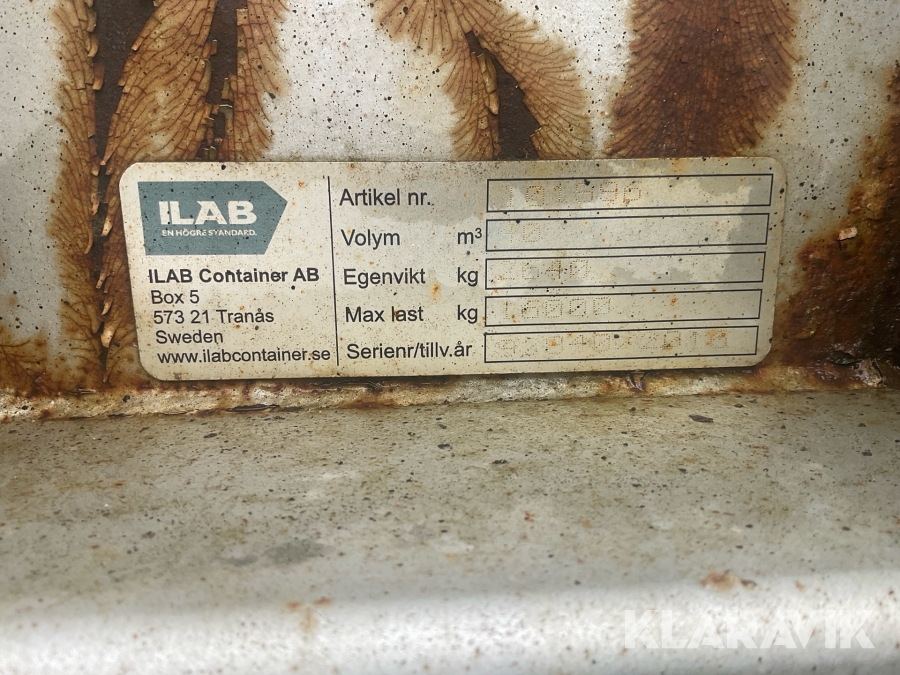 ILAB
EN HÖGRE STANDARD.
ILAB Container AB
Box 5
573 21 Tranås
Sweden
www.ilabcontainer.se
Artikel nr.
Volym m³
Egenvikt kg 2640
Max last kg
Serienr/tillv.år
KLARAVIK